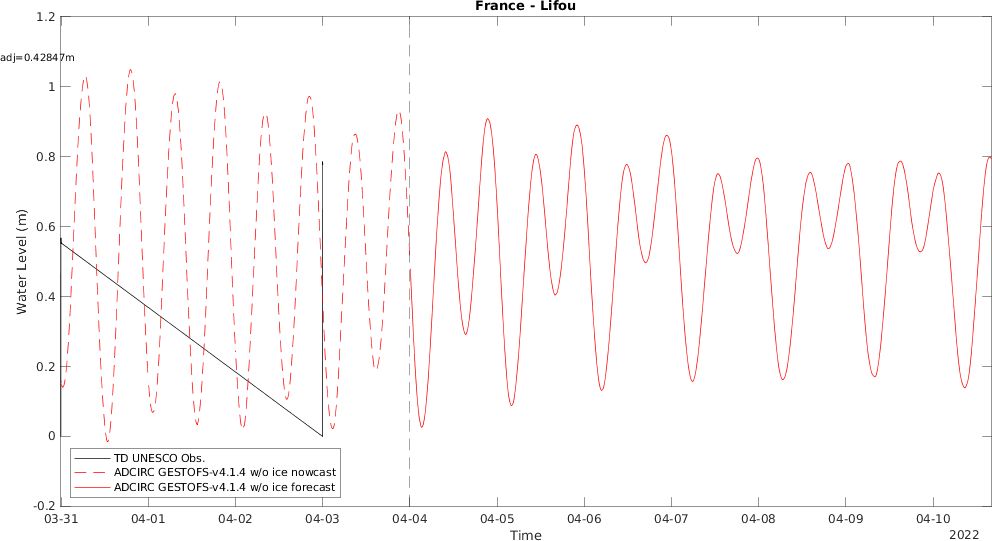 France - Lifou
adj=0.42847m
1.2
1
0.8
0.6
0.4
0.2
0
-0.2
Water Level (m)
TD UNESCO Obs.
ADCIRC GESTOFS-v4.1.4 w/o ice nowcast
ADCIRC GESTOFS-v4.1.4 w/o ice forecast
03-31 04-01 04-02 04-03 04-04 04-05 04-06 04-07 04-08 04-09 04-10
Time
2022